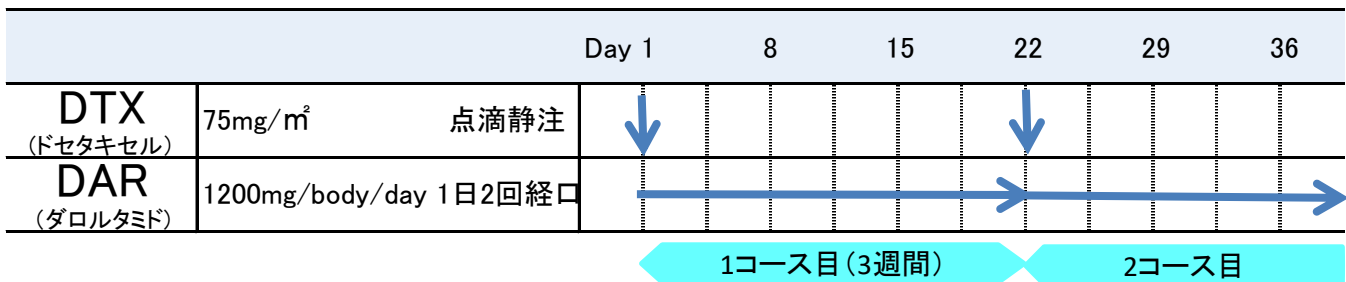 Day 1 8 15 22 29 36
DTX
(ドセタキセル)
75mg/㎡ 点滴静注
DAR
(ダロルタミド)
1200mg/body/day 1日2回経口
1コース目(3週間) 2コース目